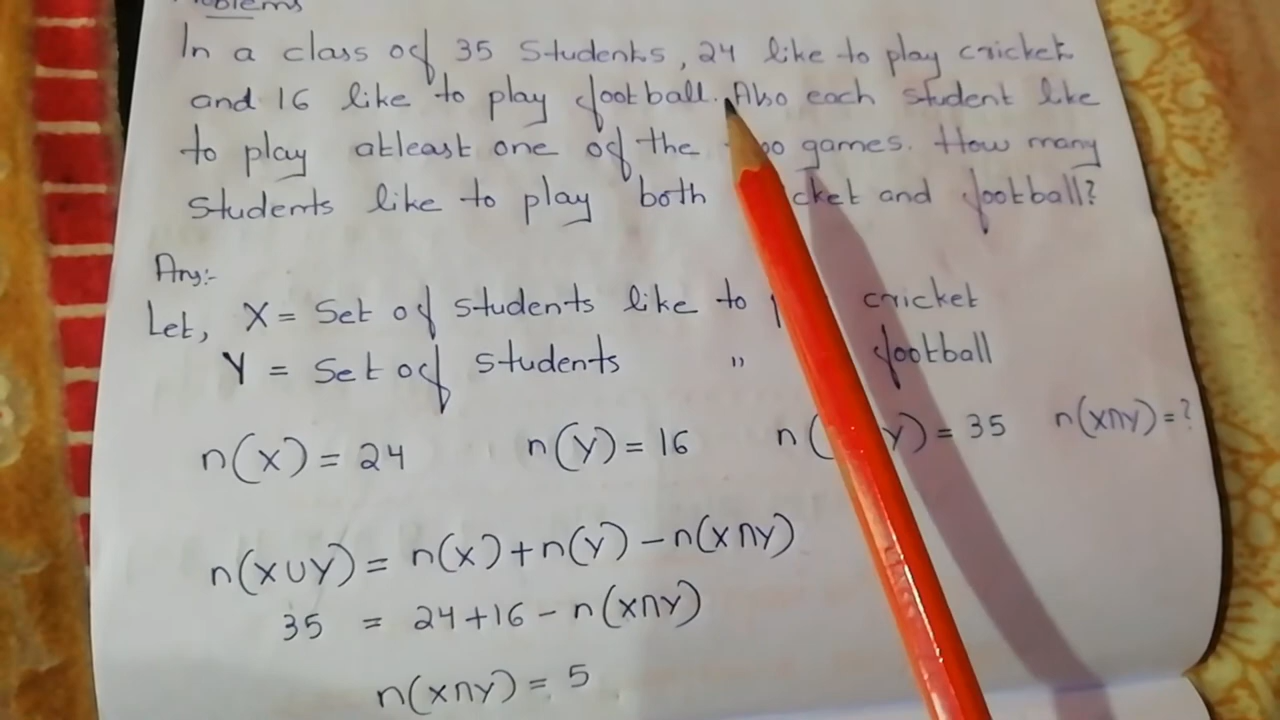 Problems
In a class of 35 students, 24 like to play cricket
and 16 like to play football. Also each student like
to play atleast one of the games. How many
students like to play both and football?
Ans:-
Let, X = Set of students like to cricket
Y = Set of students " football
n(X) = 24 n(Y) = 16 = 35 n(X∩Y) = ?
n(X∪Y) = n(X) + n(Y) - n(X∩Y)
35 = 24+16 - n(X∩Y)
n(X∩Y) = 5